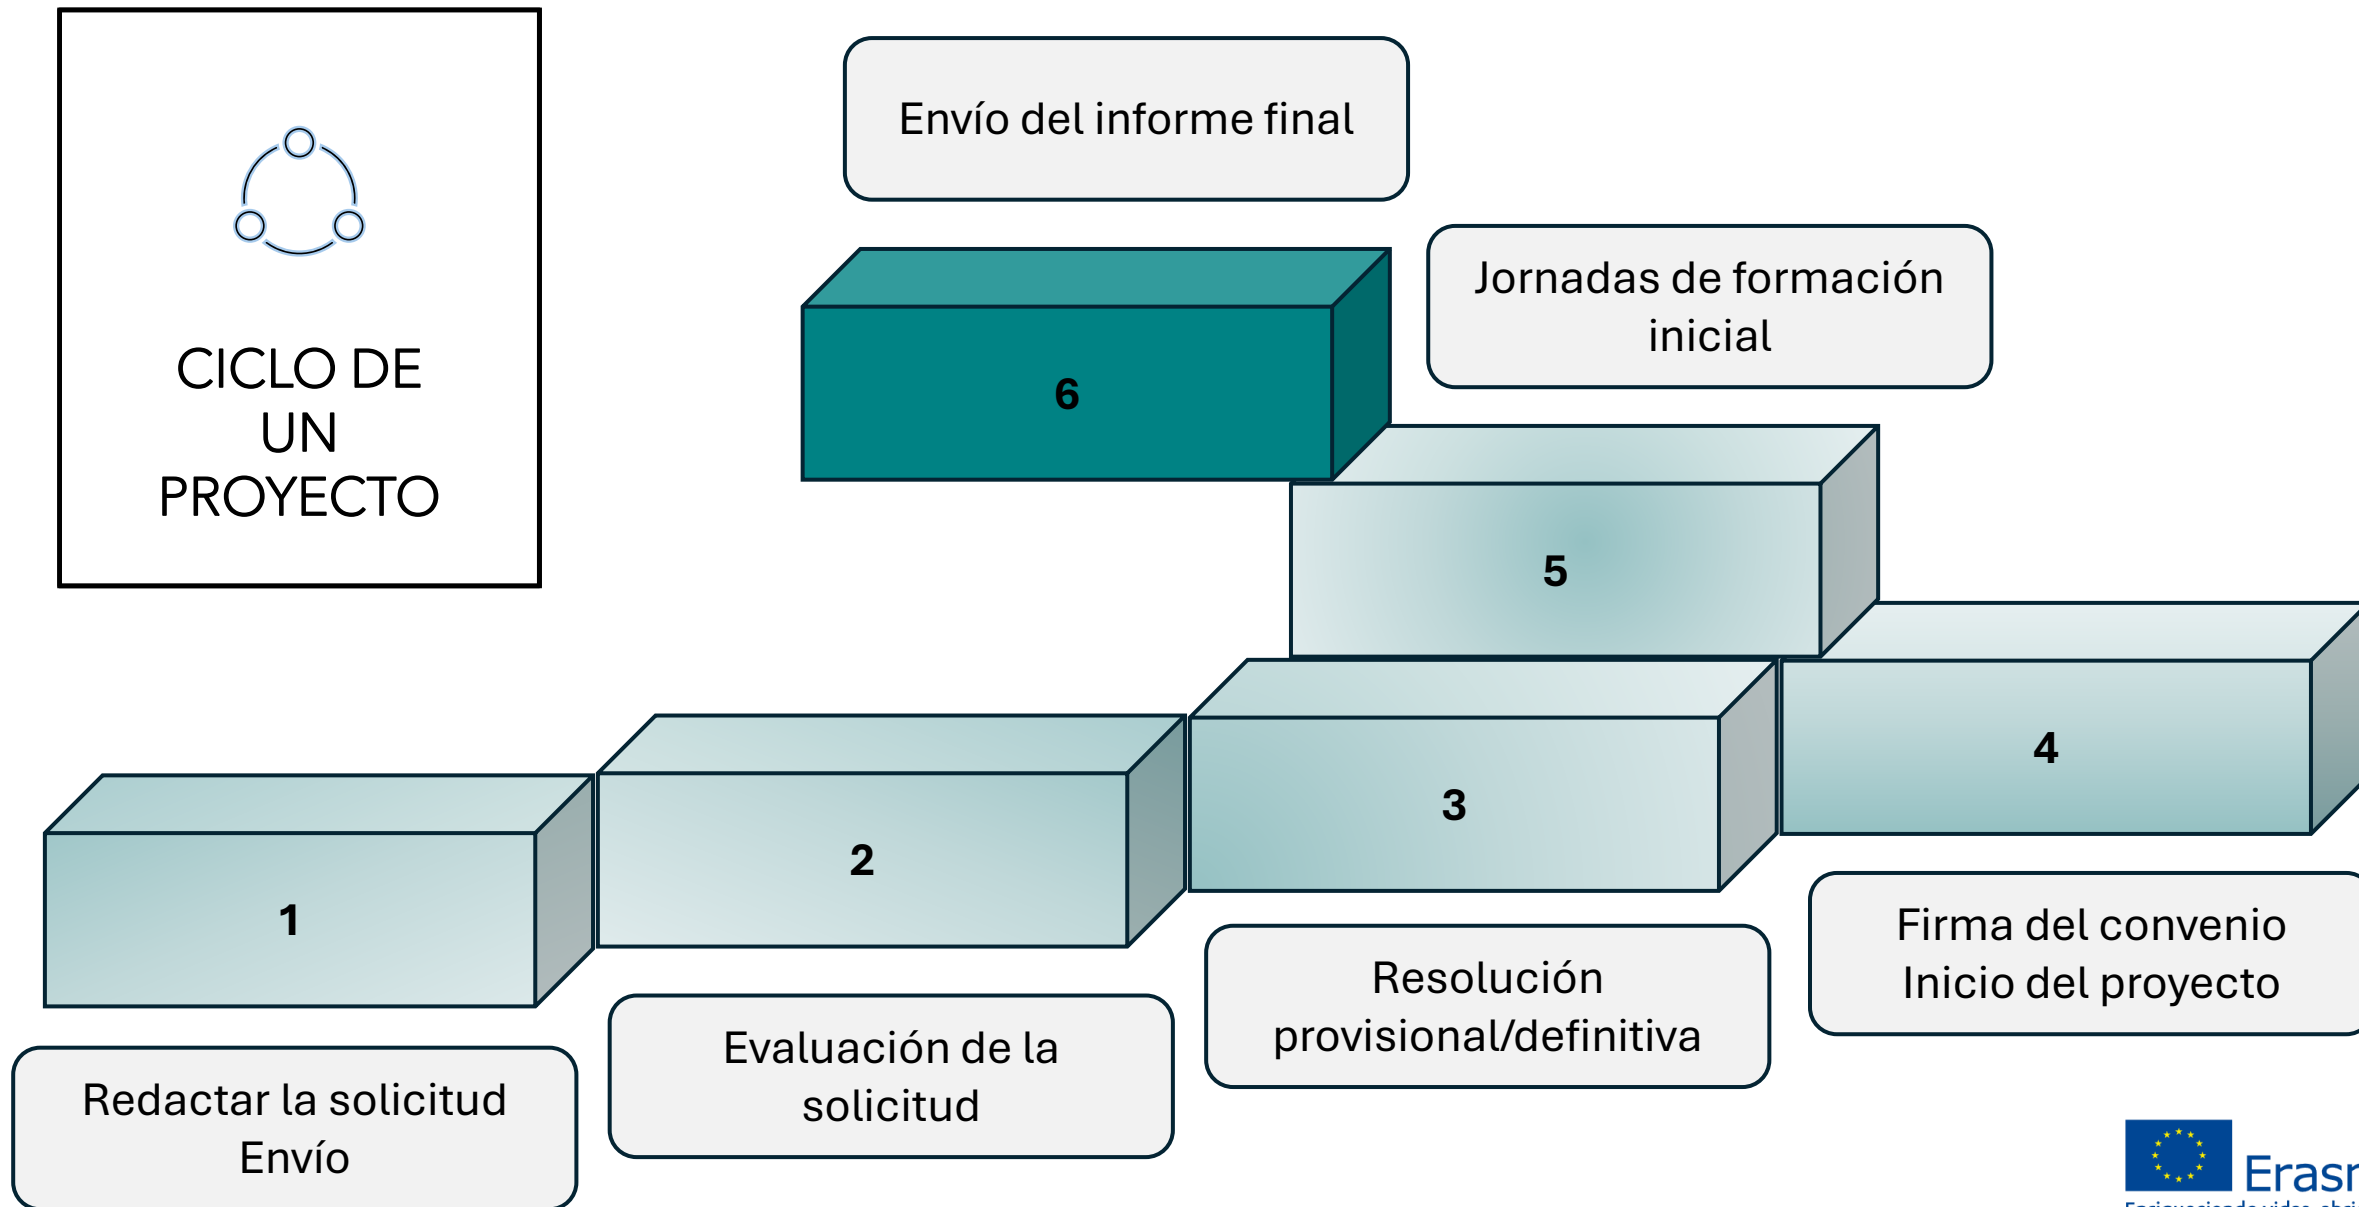 CICLO DE
UN
PROYECTO
Envío del informe final
Jornadas de formación
inicial
6
5
4
3
2
1
Firma del convenio
Inicio del proyecto
Resolución
provisional/definitiva
Evaluación de la
solicitud
Redactar la solicitud
Envío